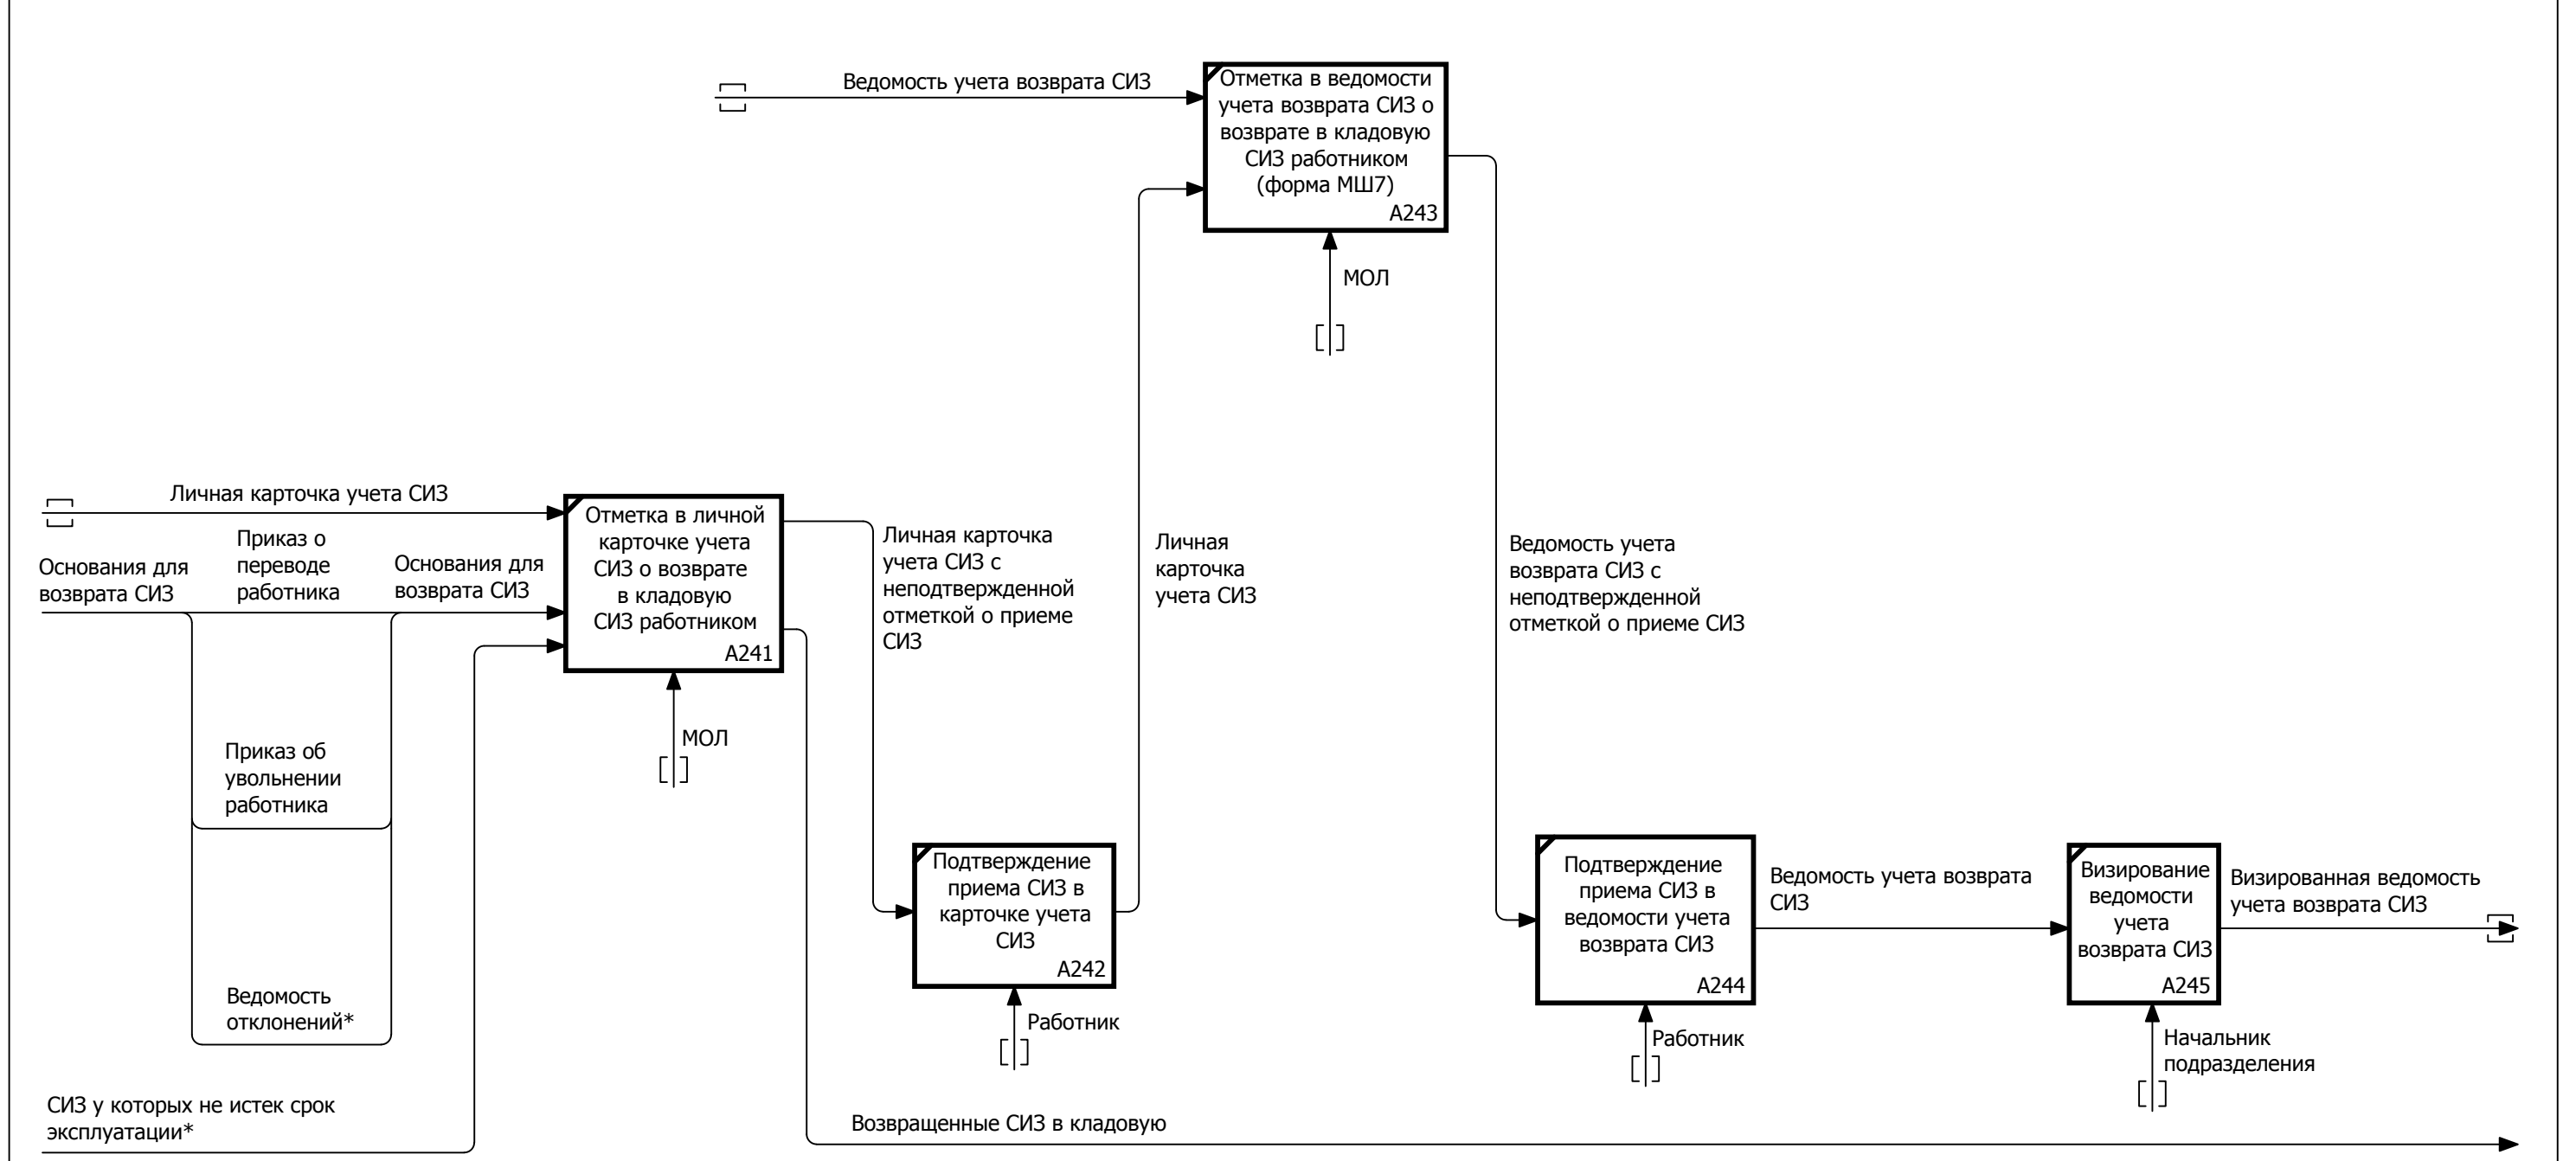 Ведомость учета возврата СИЗ
Отметка в ведомости
учета возврата СИЗ о
возврате в кладовую
СИЗ работником
(форма МШ7)
A243
МОЛ
Личная карточка учета СИЗ
Основания для
возврата СИЗ
Приказ о
переводе
работника
Основания для
возврата СИЗ
Отметка в личной
карточке учета
СИЗ о возврате
в кладовую
СИЗ работником
A241
МОЛ
Личная карточка
учета СИЗ с
неподтвержденной
отметкой о приеме
СИЗ
Личная
карточка
учета СИЗ
Ведомость учета
возврата СИЗ с
неподтвержденной
отметкой о приеме СИЗ
Приказ об
увольнении
работника
Ведомость
отклонений*
Подтверждение
приема СИЗ в
карточке учета
СИЗ
A242
Работник
Подтверждение
приема СИЗ в
ведомости учета
возврата СИЗ
A244
Работник
Ведомость учета возврата
СИЗ
Визирование
ведомости
учета
возврата СИЗ
A245
Начальник
подразделения
Визированная ведомость
учета возврата СИЗ
СИЗ у которых не истек срок
эксплуатации*
Возвращенные СИЗ в кладовую